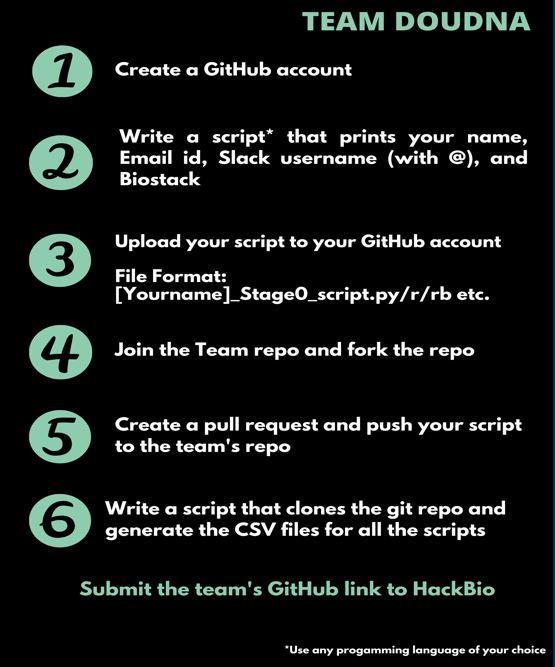 TEAM DOUDNA
1
Create a GitHub account
2
Write a script* that prints your name,
Email id, Slack username (with @), and
Biostack
3
Upload your script to your GitHub account
File Format:
[Yourname]_Stage0_script.py/r/rb etc.
4
Join the Team repo and fork the repo
5
Create a pull request and push your script
to the team's repo
6
Write a script that clones the git repo and
generate the CSV files for all the scripts
Submit the team's GitHub link to HackBio
*Use any progamming language of your choice